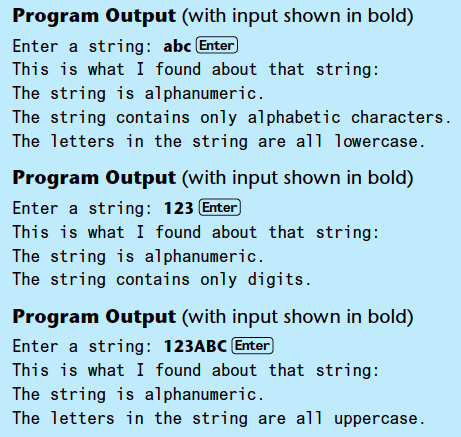 Program Output (with input shown in bold)
Enter a string: abc Enter
This is what I found about that string:
The string is alphanumeric.
The string contains only alphabetic characters.
The letters in the string are all lowercase.
Program Output (with input shown in bold)
Enter a string: 123 Enter
This is what I found about that string:
The string is alphanumeric.
The string contains only digits.
Program Output (with input shown in bold)
Enter a string: 123ABC Enter
This is what I found about that string:
The string is alphanumeric.
The letters in the string are all uppercase.